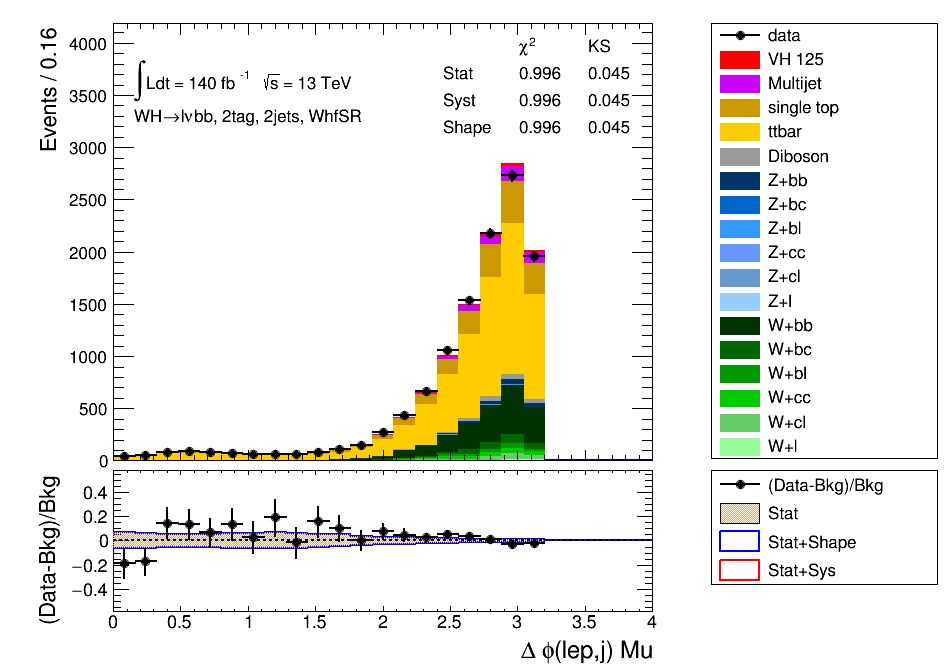 Events / 0.16
4000
3500
3000
2500
2000
1500
1000
500
0
∫Ldt = 140 fb⁻¹ √s = 13 TeV
WH→lνbb, 2tag, 2jets, WhfSR
χ² KS
Stat 0.996 0.045
Syst 0.996 0.045
Shape 0.996 0.045
data
VH 125
Multijet
single top
ttbar
Diboson
Z+bb
Z+bc
Z+bl
Z+cc
Z+cl
Z+l
W+bb
W+bc
W+bl
W+cc
W+cl
W+l
(Data-Bkg)/Bkg
0.4
0.2
0
−0.2
−0.4
0 0.5 1 1.5 2 2.5 3 3.5 4
Δ φ(lep,j) Mu
(Data-Bkg)/Bkg
Stat
Stat+Shape
Stat+Sys